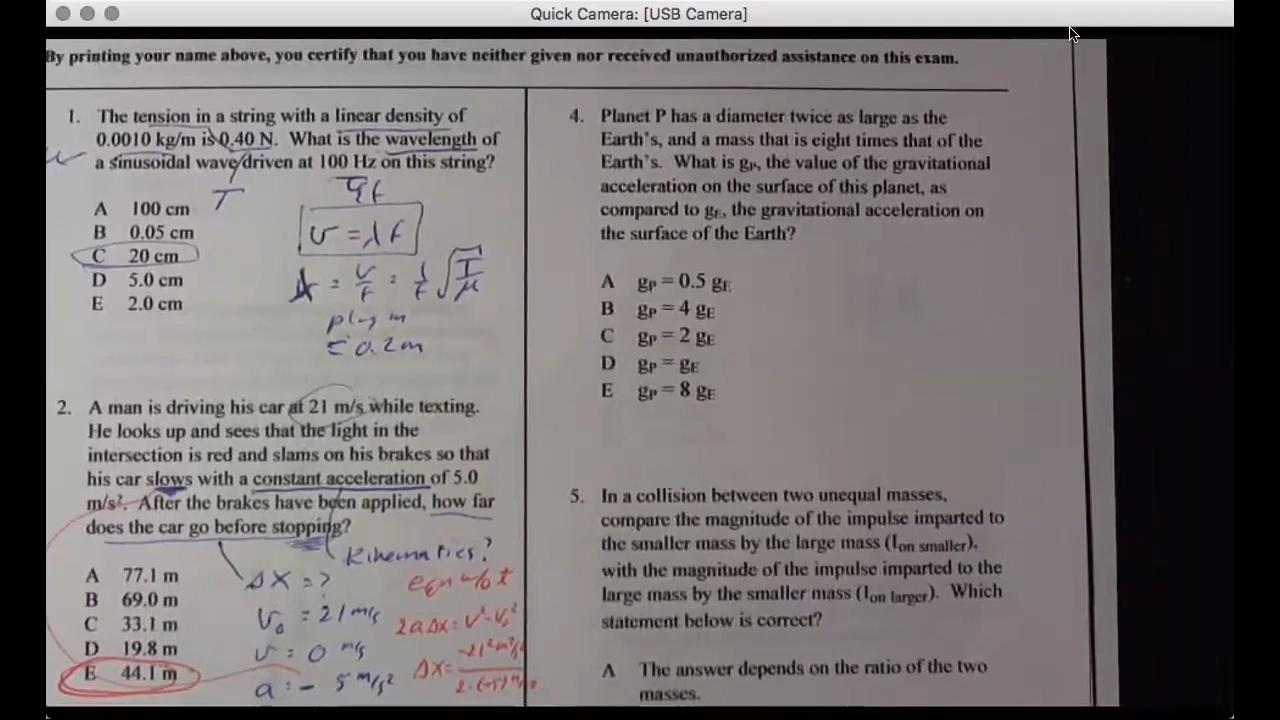 Quick Camera: [USB Camera]
By printing your name above, you certify that you have neither given nor received unauthorized assistance on this exam.
1. The tension in a string with a linear density of
0.0010 kg/m is 0.40 N. What is the wavelength of
a sinusoidal wave driven at 100 Hz on this string?
μ
T
A 100 cm
B 0.05 cm
C 20 cm
D 5.0 cm
E 2.0 cm
v = λf
λ = v/f = 1/f √T/μ
plug in
= 0.2 m
2. A man is driving his car at 21 m/s while texting.
He looks up and sees that the light in the
intersection is red and slams on his brakes so that
his car slows with a constant acceleration of 5.0
m/s². After the brakes have been applied, how far
does the car go before stopping?
Kinematics?
A 77.1 m
B 69.0 m
C 33.1 m
D 19.8 m
E 44.1 m
Δx = ?
v₀ = 21 m/s
v = 0 m/s
a = - 5 m/s²
eqn w/o t
2aΔx = v² - v₀²
4. Planet P has a diameter twice as large as the
Earth's, and a mass that is eight times that of the
Earth's. What is gP, the value of the gravitational
acceleration on the surface of this planet, as
compared to gE, the gravitational acceleration on
the surface of the Earth?
A gP = 0.5 gE
B gP = 4 gE
C gP = 2 gE
D gP = gE
E gP = 8 gE
5. In a collision between two unequal masses,
compare the magnitude of the impulse imparted to
the smaller mass by the large mass (Ion smaller),
with the magnitude of the impulse imparted to the
large mass by the smaller mass (Ion larger). Which
statement below is correct?
A The answer depends on the ratio of the two
masses.